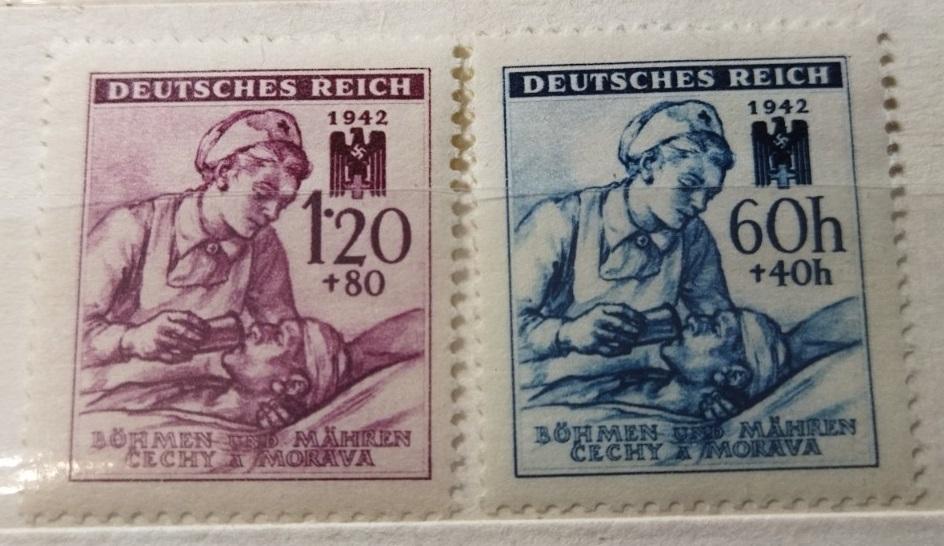 DEUTSCHES REICH
1942
1·20
+80
BÖHMEN UND MÄHREN
ČECHY A MORAVA
DEUTSCHES REICH
1942
60h
+40h
BÖHMEN UND MÄHREN
ČECHY A MORAVA